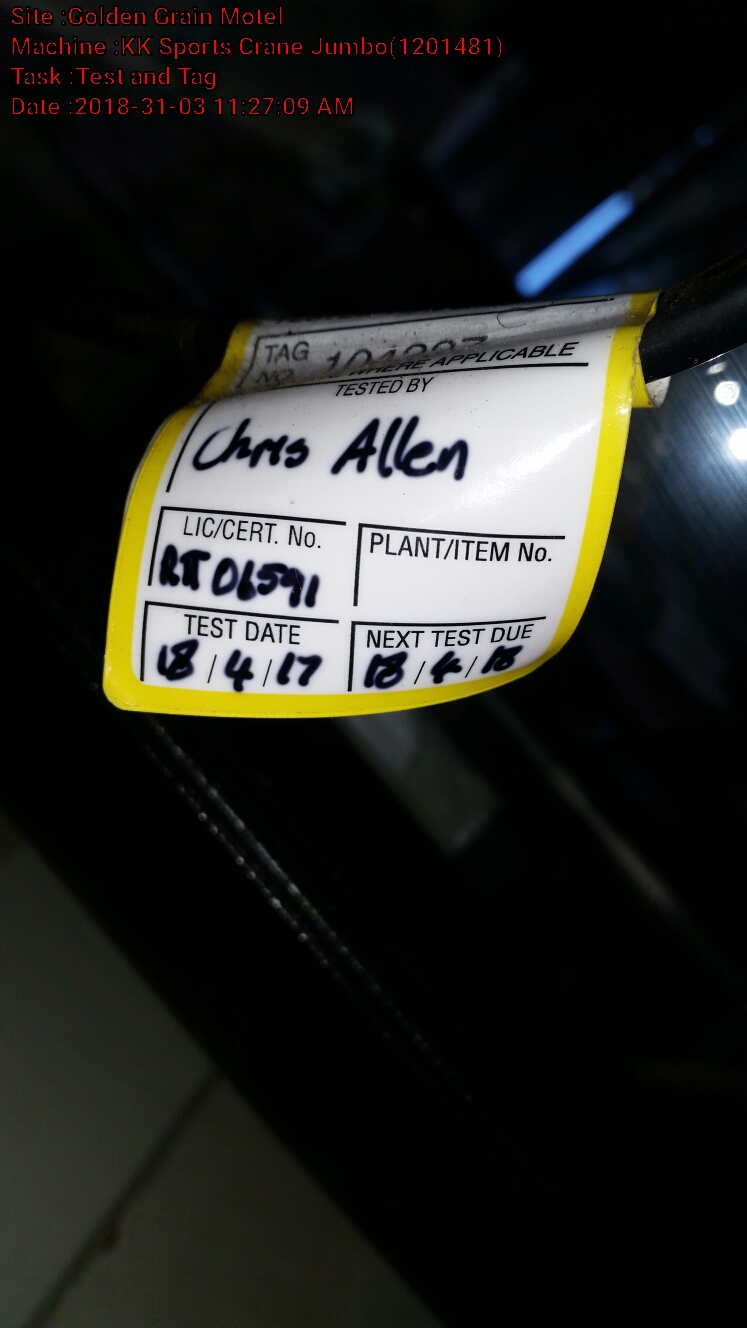 Site :Golden Grain Motel
Machine :KK Sports Crane Jumbo(1201481)
Task :Test and Tag
Date :2018-31-03 11:27:09 AM
TAG
NO.
WHERE APPLICABLE
TESTED BY
Chris Allen
LIC/CERT. No.
PLANT/ITEM No.
TEST DATE
NEXT TEST DUE
18/4/17
18/4/18